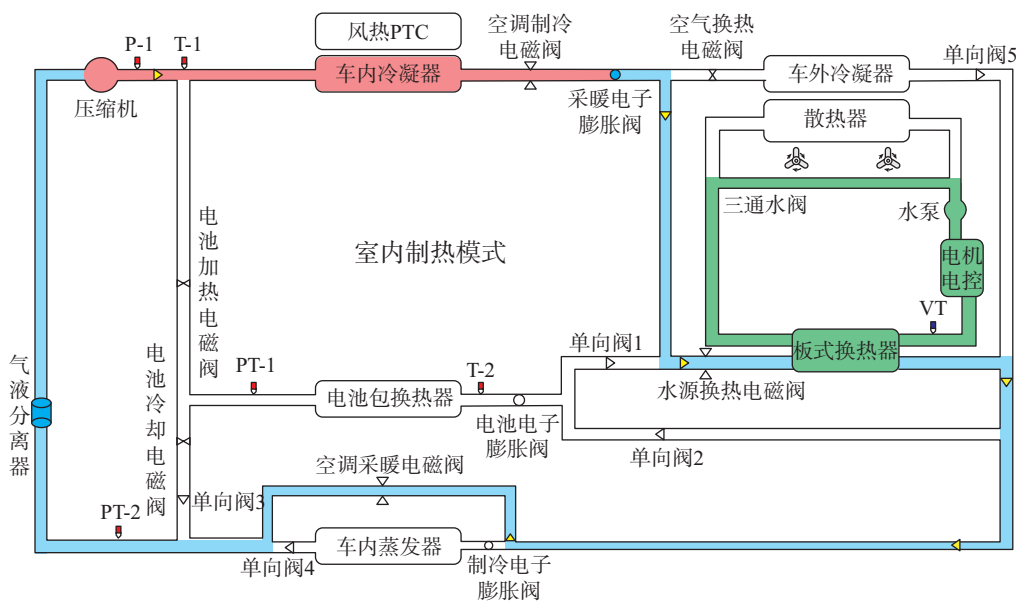 风热PTC
空调制冷
电磁阀
空气换热
电磁阀
P-1
T-1
单向阀5
车内冷凝器
车外冷凝器
压缩机
采暖电子
膨胀阀
散热器
三通水阀
水泵
电池加热电磁阀
室内制热模式
电机
电控
VT
单向阀1
板式换热器
气液分离器
电池冷却电磁阀
PT-1
T-2
水源换热电磁阀
电池包换热器
电池电子
膨胀阀
单向阀2
空调采暖电磁阀
单向阀3
PT-2
车内蒸发器
单向阀4
制冷电子
膨胀阀